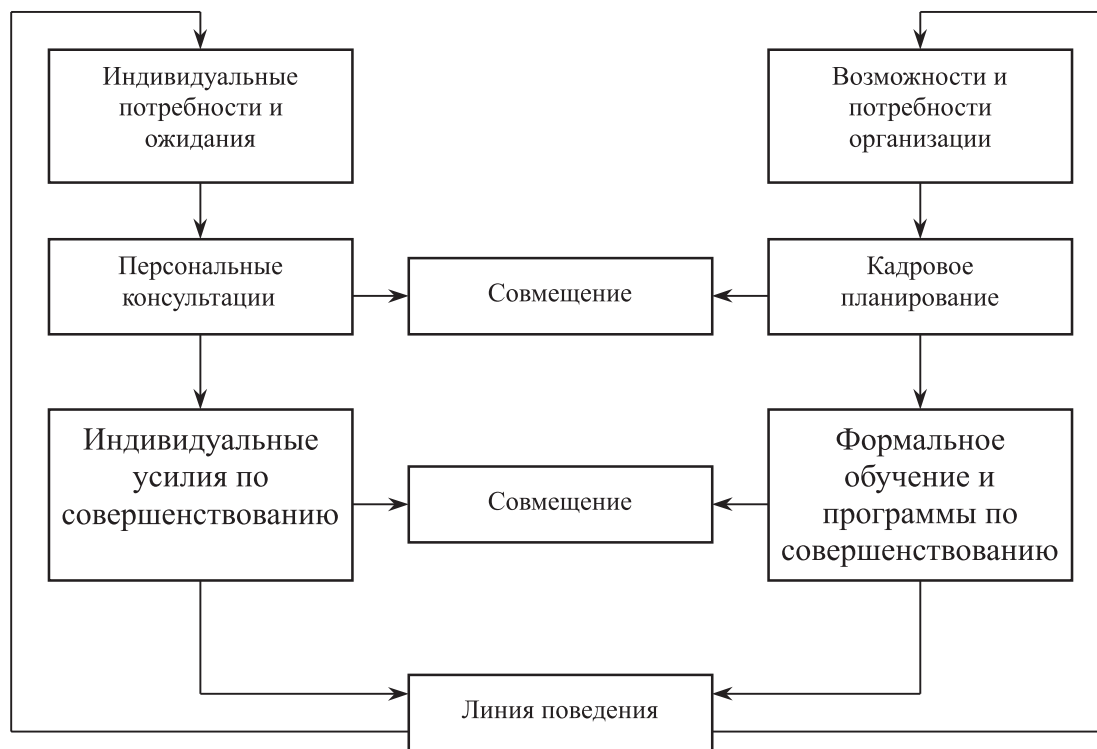 Индивидуальные
потребности и
ожидания
Возможности и
потребности
организации
Персональные
консультации
Совмещение
Кадровое
планирование
Индивидуальные
усилия по
совершенствованию
Совмещение
Формальное
обучение и
программы по
совершенствованию
Линия поведения